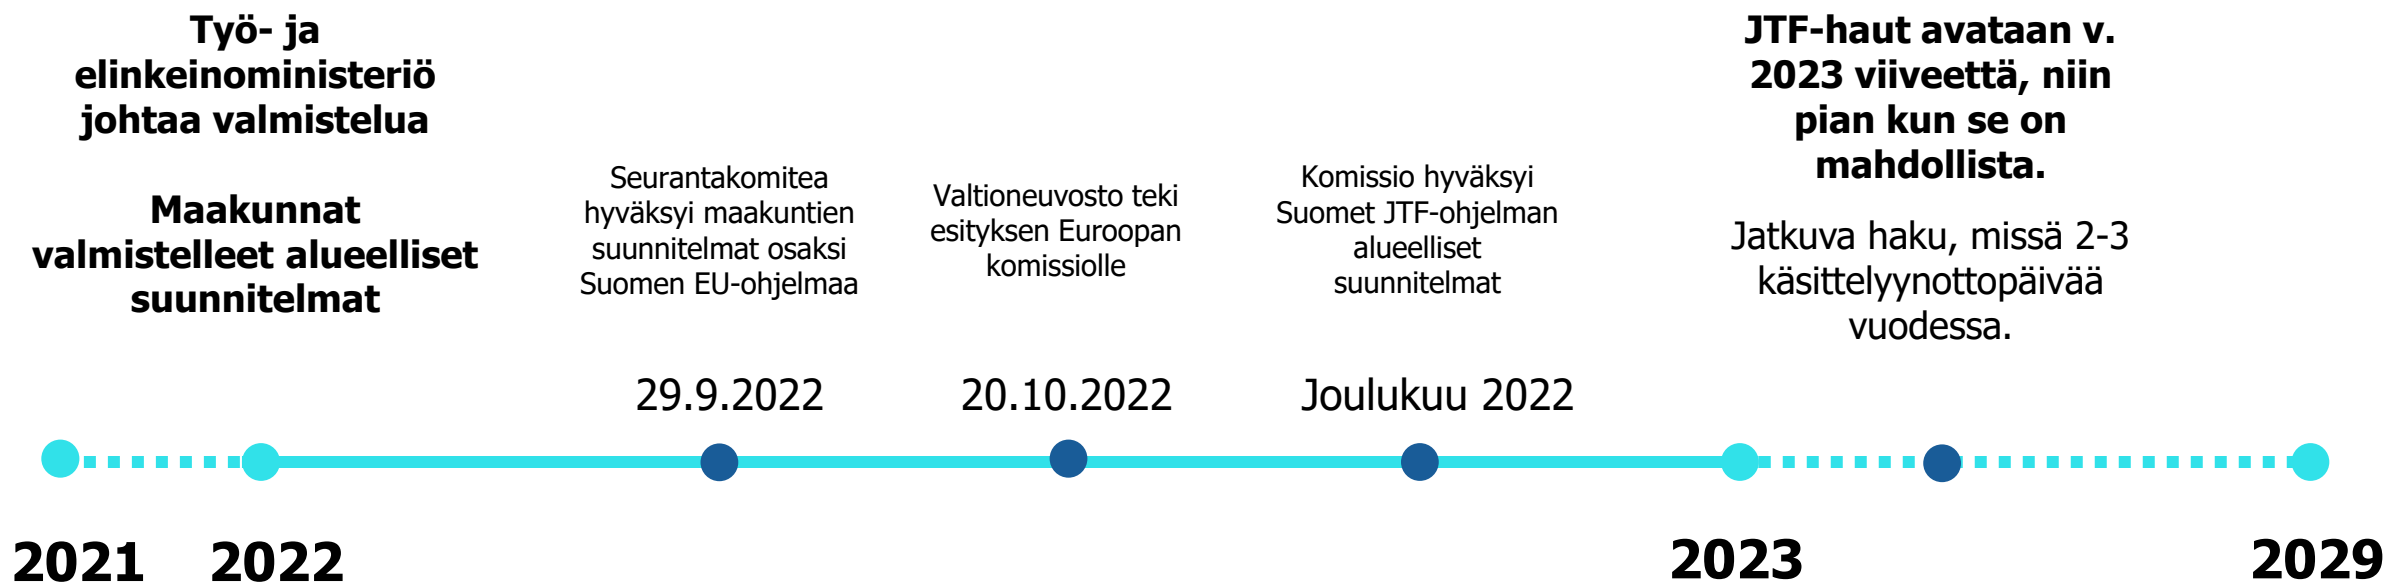 Työ- ja
elinkeinoministeriö
johtaa valmistelua
Maakunnat
valmistelleet alueelliset
suunnitelmat
Seurantakomitea
hyväksyi maakuntien
suunnitelmat osaksi
Suomen EU-ohjelmaa
29.9.2022
Valtioneuvosto teki
esityksen Euroopan
komissiolle
20.10.2022
Komissio hyväksyi
Suomet JTF-ohjelman
alueelliset
suunnitelmat
Joulukuu 2022
JTF-haut avataan v.
2023 viiveettä, niin
pian kun se on
mahdollista.
Jatkuva haku, missä 2-3
käsittelyynottopäivää
vuodessa.
2021
2022
2023
2029